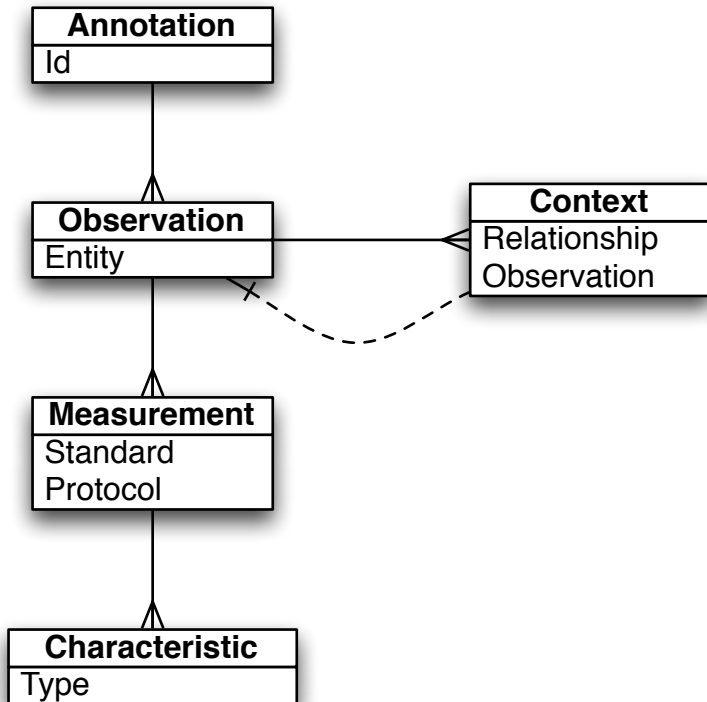 Annotation
Id
Observation
Entity
Context
Relationship
Observation
Measurement
Standard
Protocol
Characteristic
Type